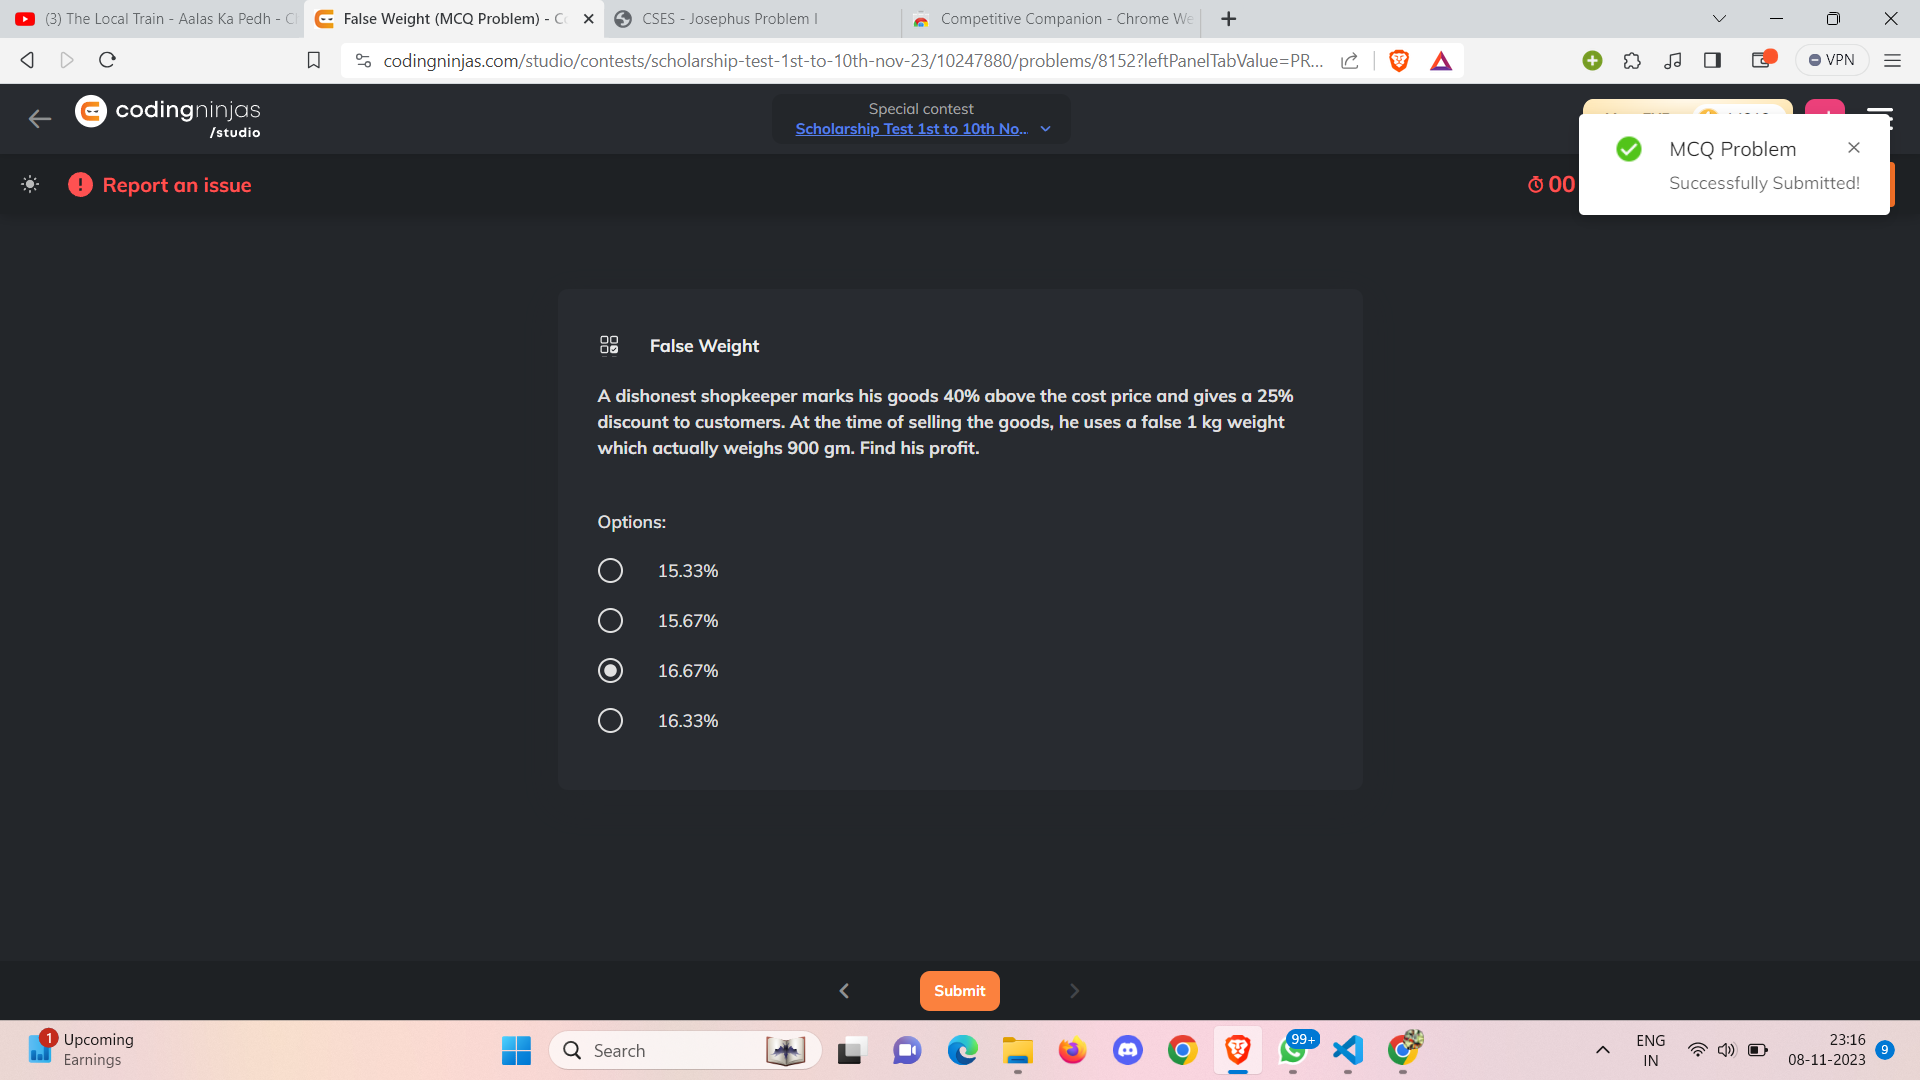 (3) The Local Train - Aalas Ka Pedh - C
False Weight (MCQ Problem) - C
CSES - Josephus Problem I
Competitive Companion - Chrome We
codingninjas.com/studio/contests/scholarship-test-1st-to-10th-nov-23/10247880/problems/8152?leftPanelTabValue=PR...
VPN
codingninjas
/studio
Special contest
Scholarship Test 1st to 10th No...
Report an issue
00
MCQ Problem
Successfully Submitted!
False Weight
A dishonest shopkeeper marks his goods 40% above the cost price and gives a 25%
discount to customers. At the time of selling the goods, he uses a false 1 kg weight
which actually weighs 900 gm. Find his profit.
Options:
15.33%
15.67%
16.67%
16.33%
Submit
1
Upcoming
Earnings
Search
99+
ENG
IN
23:16
08-11-2023
9